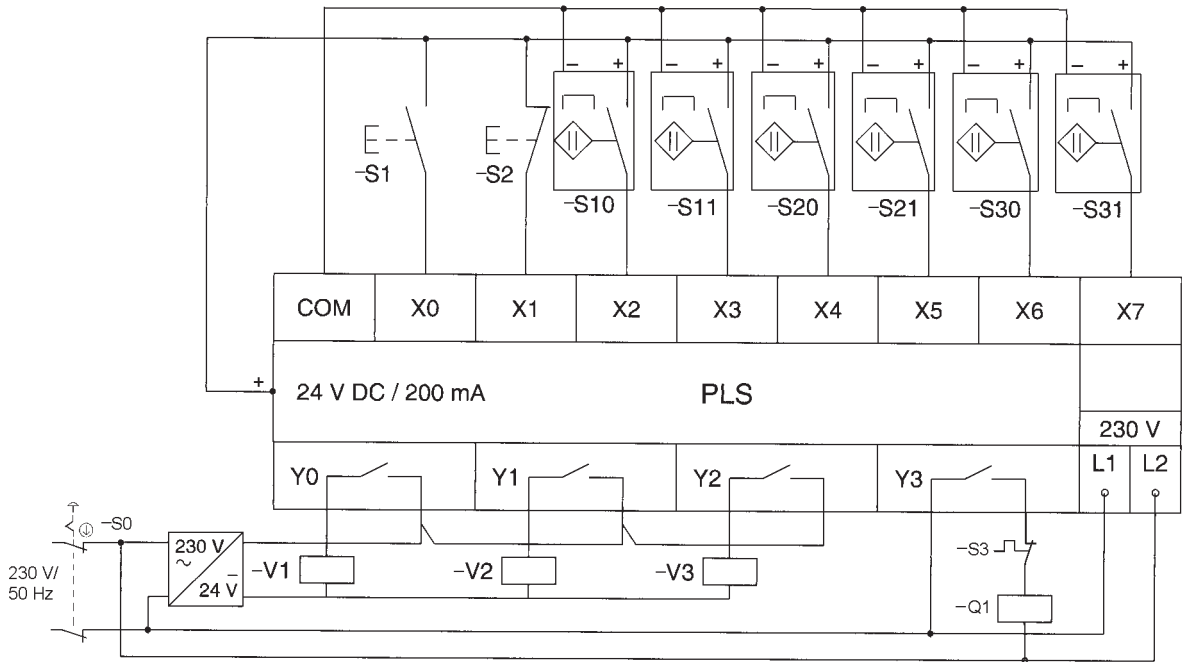 − + − + − + − + − + − +
−S1
−S2
−S10
−S11
−S20
−S21
−S30
−S31
COM X0 X1 X2 X3 X4 X5 X6 X7
+
24 V DC / 200 mA
PLS
230 V
Y0
Y1
Y2
Y3
L1
L2
−S0
230 V
~
−
24 V
230 V/
50 Hz
−V1
−V2
−V3
−S3
−Q1